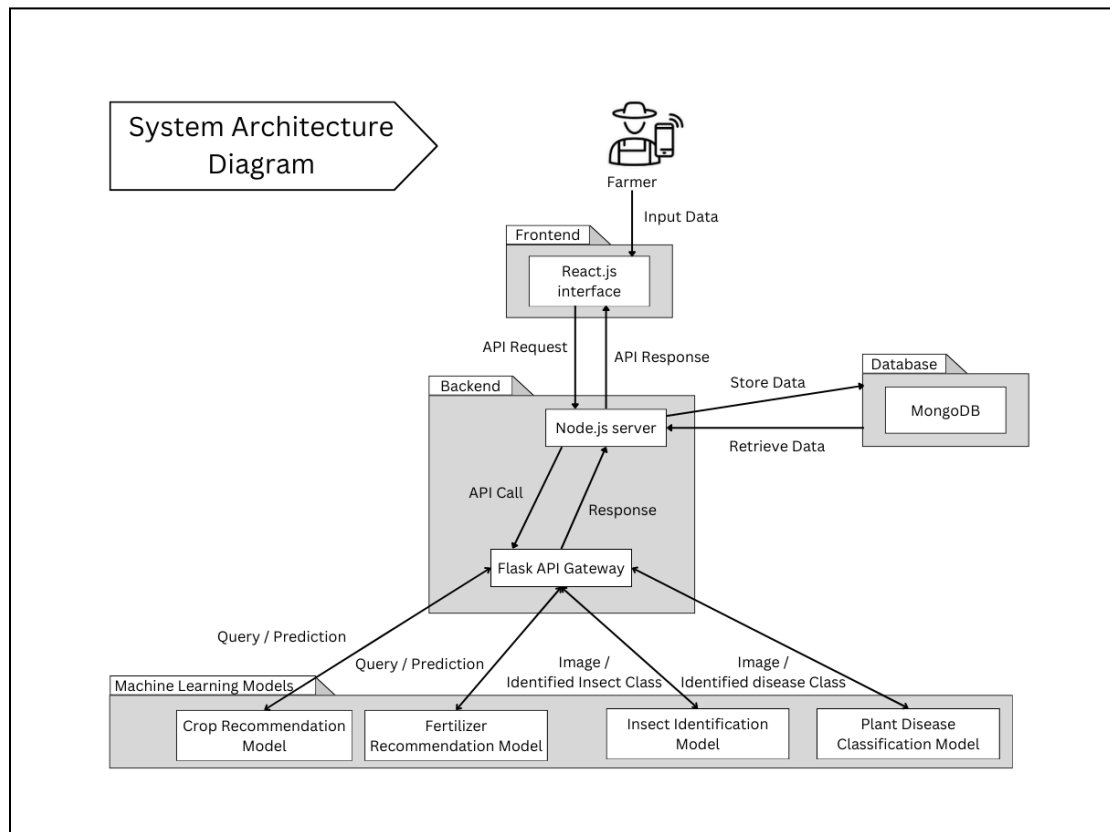 System Architecture
Diagram
Farmer
Input Data
Frontend
React.js
interface
API Request
API Response
Backend
Database
Store Data
MongoDB
Node.js server
Retrieve Data
API Call
Response
Flask API Gateway
Query / Prediction
Query / Prediction
Image /
Identified Insect Class
Image /
Identified disease Class
Machine Learning Models
Crop Recommendation
Model
Fertilizer
Recommendation Model
Insect Identification
Model
Plant Disease
Classification Model